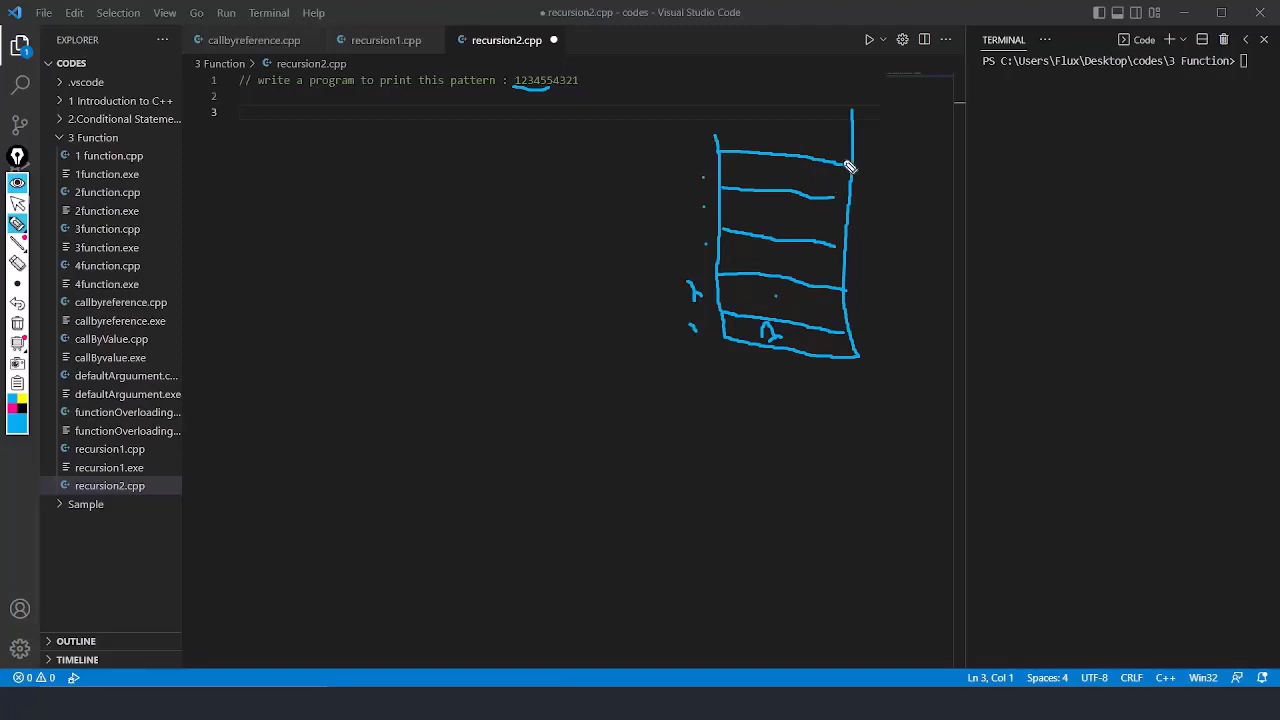 File Edit Selection View Go Run Terminal Help
recursion2.cpp - codes - Visual Studio Code
EXPLORER
callbyreference.cpp
recursion1.cpp
recursion2.cpp
TERMINAL
Code
CODES
3 Function > recursion2.cpp
PS C:\Users\Flux\Desktop\codes\3 Function>
1 // write a program to print this pattern : 1234554321
2
3
.vscode
1 Introduction to C++
2.Conditional Stateme...
3 Function
1 function.cpp
1function.exe
2function.cpp
2function.exe
3function.cpp
3function.exe
4function.cpp
4function.exe
callbyreference.cpp
callbyreference.exe
callByValue.cpp
callByvalue.exe
defaultArguument.c...
defaultArguument.exe
functionOverloading...
functionOverloading...
recursion1.cpp
recursion1.exe
recursion2.cpp
Sample
OUTLINE
TIMELINE
0 0
Ln 3, Col 1 Spaces: 4 UTF-8 CRLF C++ Win32